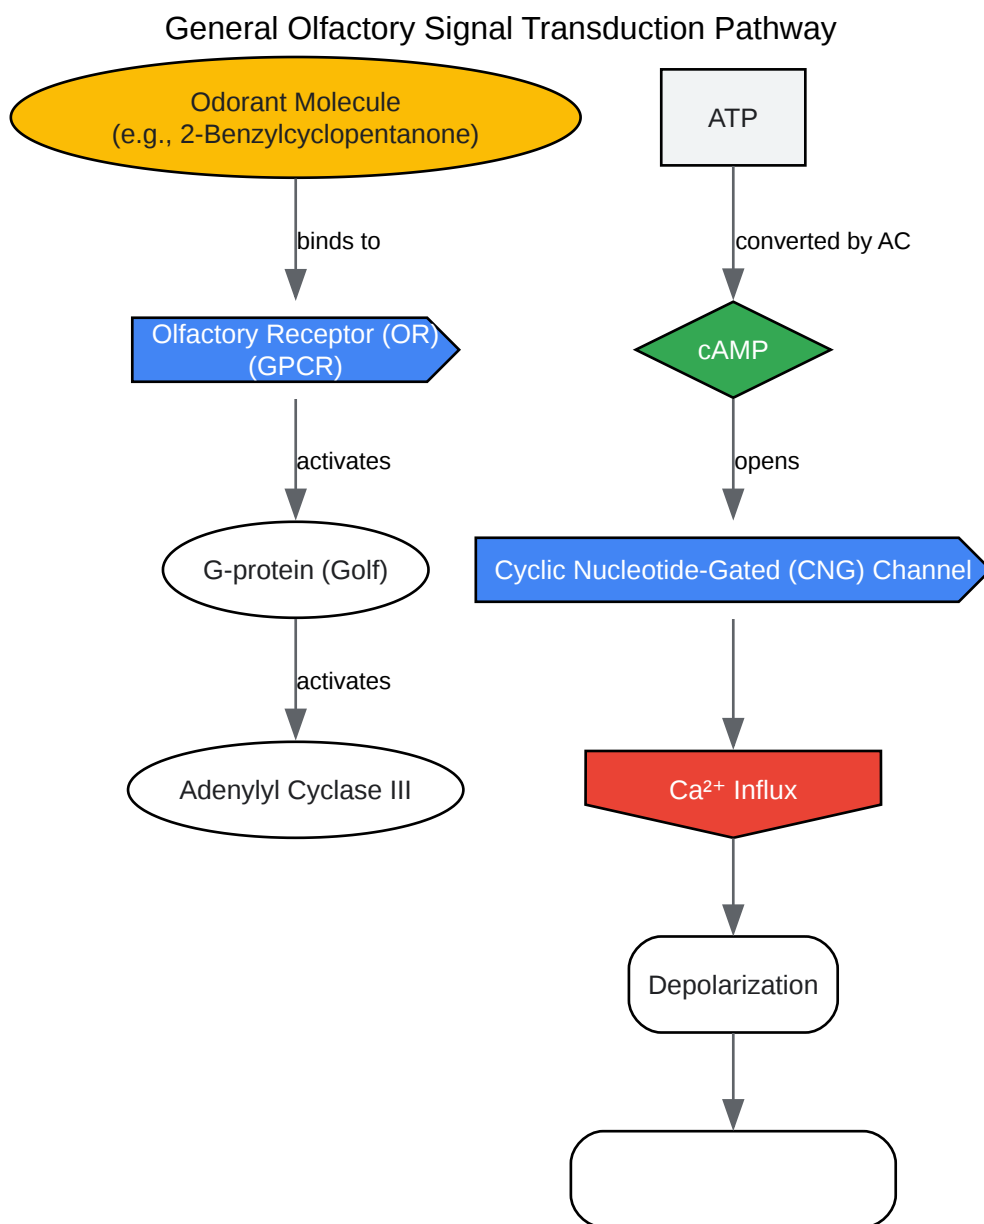 General Olfactory Signal Transduction Pathway
Odorant Molecule
(e.g., 2-Benzylcyclopentanone)
binds to
Olfactory Receptor (OR)
(GPCR)
activates
G-protein (Golf)
activates
Adenylyl Cyclase III
ATP
converted by AC
cAMP
opens
Cyclic Nucleotide-Gated (CNG) Channel
Ca²⁺ Influx
Depolarization